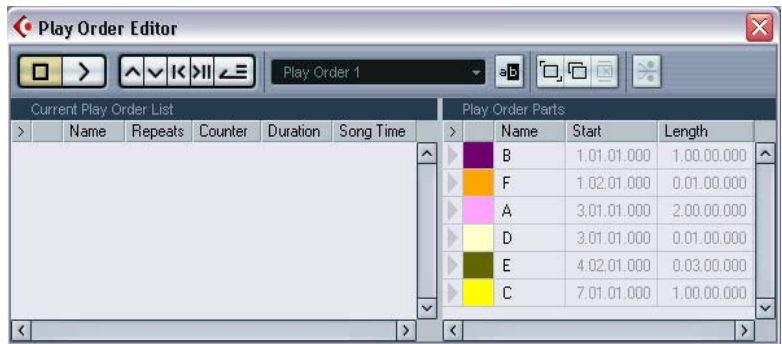 Play Order Editor
Play Order 1
ab
Current Play Order List
Play Order Parts
> Name Repeats Counter Duration Song Time
> Name Start Length
B 1.01.01.000 1.00.00.000
F 1.02.01.000 0.01.00.000
A 3.01.01.000 2.00.00.000
D 3.01.01.000 0.01.00.000
E 4.02.01.000 0.03.00.000
C 7.01.01.000 1.00.00.000